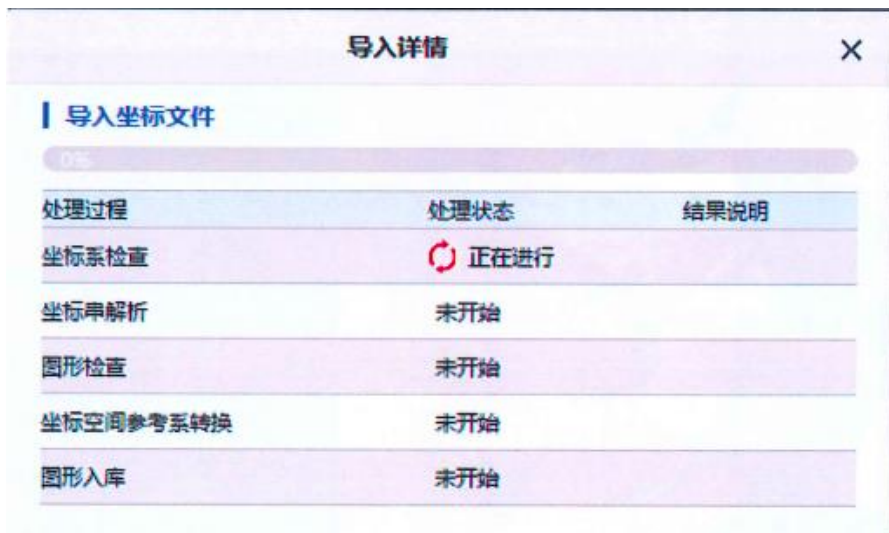 导入详情
导入坐标文件
0%
处理过程 处理状态 结果说明
坐标系检查 正在进行
坐标串解析 未开始
图形检查 未开始
坐标空间参考系转换 未开始
图形入库 未开始